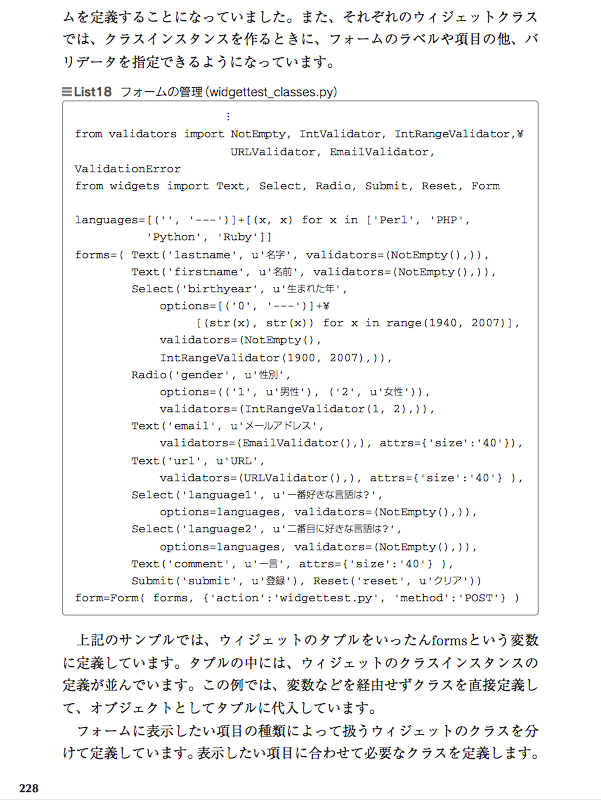 ムを定義することになっていました。また、それぞれのウィジェットクラス
では、クラスインスタンスを作るときに、フォームのラベルや項目の他、バ
リデータを指定できるようになっています。
List18 フォームの管理（widgettest_classes.py）
⋮
from validators import NotEmpty, IntValidator, IntRangeValidator,¥
URLValidator, EmailValidator,
ValidationError
from widgets import Text, Select, Radio, Submit, Reset, Form
languages=[('', '---')]+[(x, x) for x in ['Perl', 'PHP',
'Python', 'Ruby']]
forms=( Text('lastname', u'名字', validators=(NotEmpty(),)),
Text('firstname', u'名前', validators=(NotEmpty(),)),
Select('birthyear', u'生まれた年',
options=[('0', '---')]+¥
[(str(x), str(x)) for x in range(1940, 2007)],
validators=(NotEmpty(),
IntRangeValidator(1900, 2007),)),
Radio('gender', u'性別',
options=(('1', u'男性'), ('2', u'女性')),
validators=(IntRangeValidator(1, 2),)),
Text('email', u'メールアドレス',
validators=(EmailValidator(),), attrs={'size':'40'}),
Text('url', u'URL',
validators=(URLValidator(),), attrs={'size':'40'} ),
Select('language1', u'一番好きな言語は?',
options=languages, validators=(NotEmpty(),)),
Select('language2', u'二番目に好きな言語は?',
options=languages, validators=(NotEmpty(),)),
Text('comment', u'一言', attrs={'size':'40'} ),
Submit('submit', u'登録'), Reset('reset', u'クリア'))
form=Form( forms, {'action':'widgettest.py', 'method':'POST'} )
上記のサンプルでは、ウィジェットのタプルをいったんformsという変数
に定義しています。タプルの中には、ウィジェットのクラスインスタンスの
定義が並んでいます。この例では、変数などを経由せずクラスを直接定義し
て、オブジェクトとしてタプルに代入しています。
フォームに表示したい項目の種類によって扱うウィジェットのクラスを分
けて定義しています。表示したい項目に合わせて必要なクラスを定義します。
228